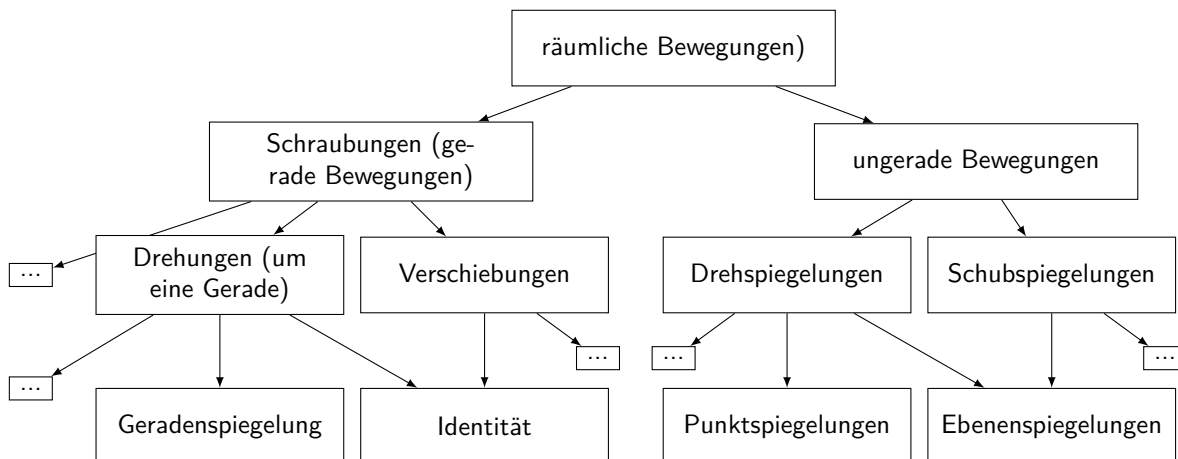 räumliche Bewegungen)
Schraubungen (ge-
rade Bewegungen)
ungerade Bewegungen
...
Drehungen (um
eine Gerade)
Verschiebungen
Drehspiegelungen
Schubspiegelungen
...
...
...
...
Geradenspiegelung
Identität
Punktspiegelungen
Ebenenspiegelungen